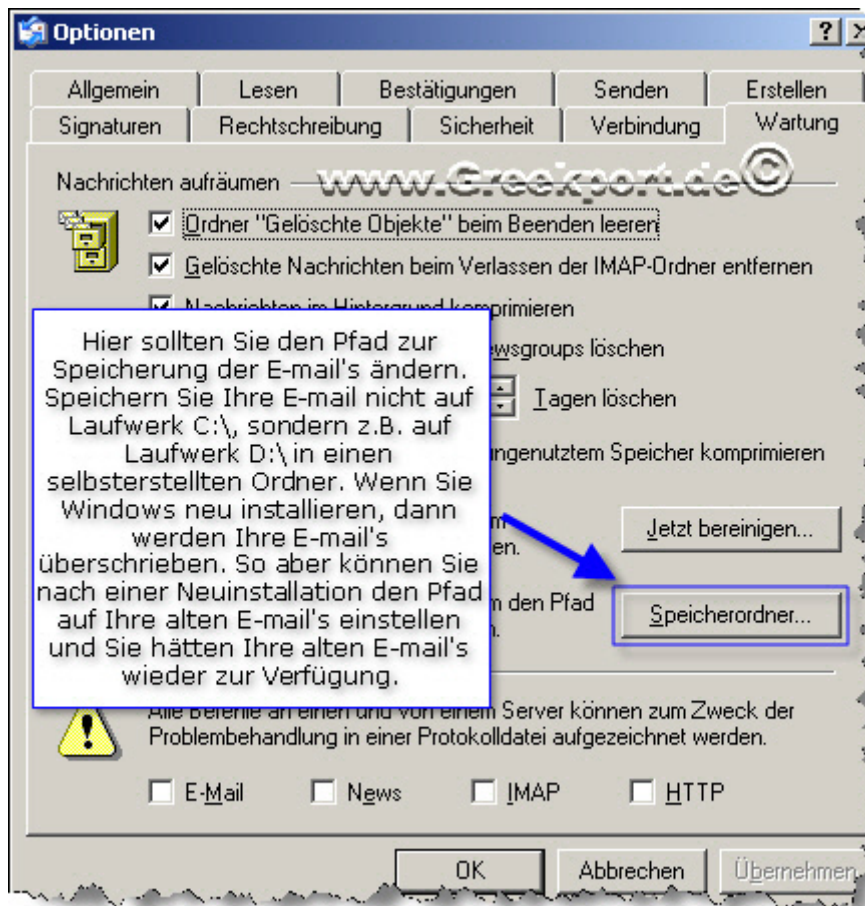 Optionen
Allgemein Lesen Bestätigungen Senden Erstellen
Signaturen Rechtschreibung Sicherheit Verbindung Wartung
www.Greekport.de©
Nachrichten aufräumen
Ordner "Gelöschte Objekte" beim Beenden leeren
Gelöschte Nachrichten beim Verlassen der IMAP-Ordner entfernen
Nachrichten im Hintergrund komprimieren
Hier sollten Sie den Pfad zur
Speicherung der E-mail's ändern.
Speichern Sie Ihre E-mail nicht auf
Laufwerk C:\, sondern z.B. auf
Laufwerk D:\ in einen
selbsterstellten Ordner. Wenn Sie
Windows neu installieren, dann
werden Ihre E-mail's
überschrieben. So aber können Sie
nach einer Neuinstallation den Pfad
auf Ihre alten E-mail's einstellen
und Sie hätten Ihre alten E-mail's
wieder zur Verfügung.
löschen
Tagen löschen
Speicher komprimieren
Jetzt bereinigen...
den Pfad
Speicherordner...
Alle Befehle an einen und von einem Server können zum Zweck der
Problembehandlung in einer Protokolldatei aufgezeichnet werden.
E-Mail News IMAP HTTP
OK Abbrechen Übernehmen